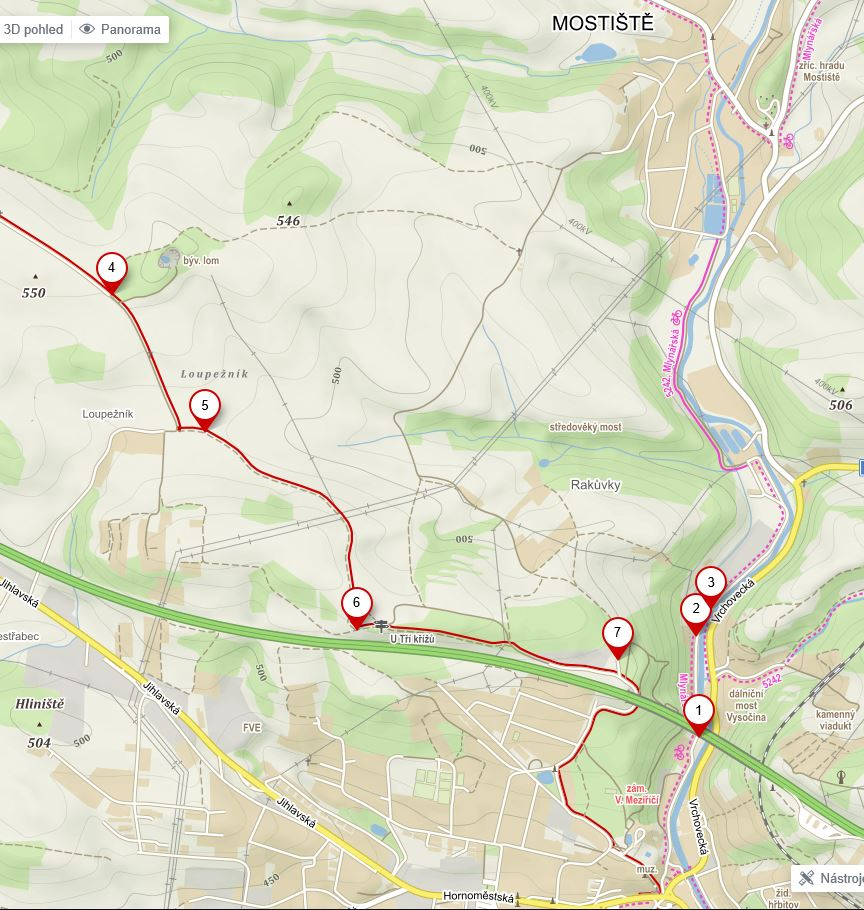 3D pohled
Panorama
MOSTIŠTĚ
500
Mlynářská
zříc. hradu
Mostiště
400kV
500
546
400kV
4
býv. lom
550
5242, Mlynářská
Loupežník
500
400kV
506
5
Loupežník
středověký most
Rakůvky
500
3
Jihlavská
6
2
Vrchovecká
7
U Tří křížů
5242
500
Hliniště
Jihlavská
1
dálniční
most
Vysočina
kamenný
viadukt
504
500
FVE
zám.
V. Meziříčí
Jihlavská
Vrchovecká
muz.
Nástroje
450
Hornoměstská
žid.
hřbitov